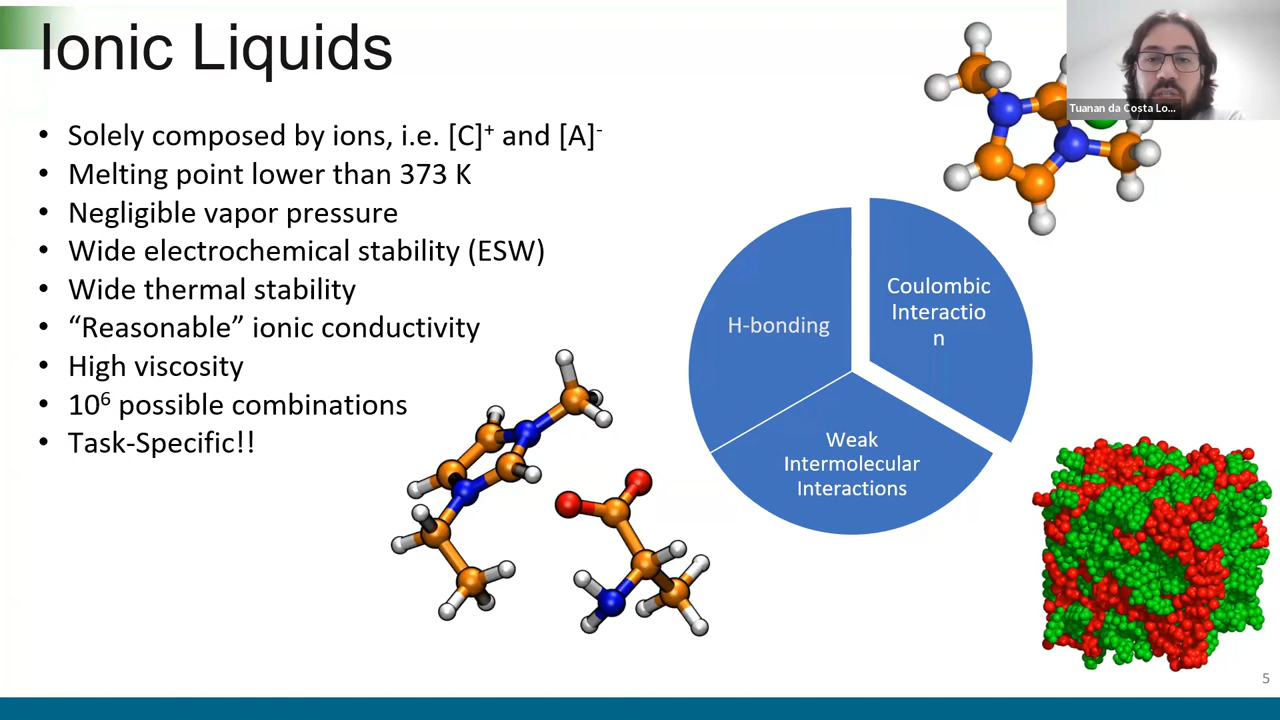 Ionic Liquids
• Solely composed by ions, i.e. [C]⁺ and [A]⁻
• Melting point lower than 373 K
• Negligible vapor pressure
• Wide electrochemical stability (ESW)
• Wide thermal stability
• “Reasonable” ionic conductivity
• High viscosity
• 10⁶ possible combinations
• Task-Specific!!
H-bonding
Coulombic
Interactio
n
Weak
Intermolecular
Interactions
Tuanan da Costa Lo...
5